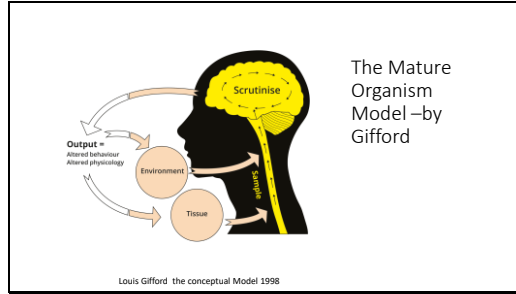 The Mature
Organism
Model –by
Gifford
Scrutinise
Output =
Altered behaviour
Altered physicology
Environment
Sample
Tissue
Louis Gifford the conceptual Model 1998